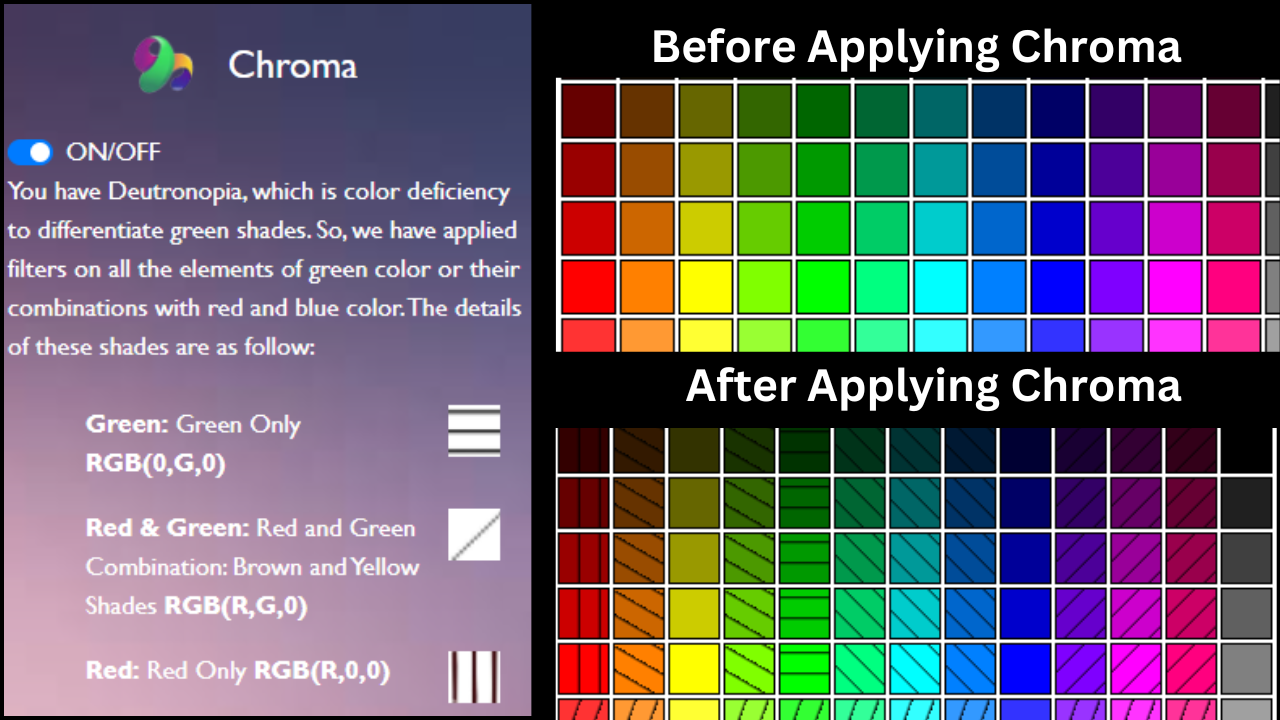 Chroma
ON/OFF
You have Deutronopia, which is color deficiency
to differentiate green shades. So, we have applied
filters on all the elements of green color or their
combinations with red and blue color. The details
of these shades are as follow:
Green: Green Only
RGB(0,G,0)
Red & Green: Red and Green
Combination: Brown and Yellow
Shades RGB(R,G,0)
Red: Red Only RGB(R,0,0)
Before Applying Chroma
After Applying Chroma